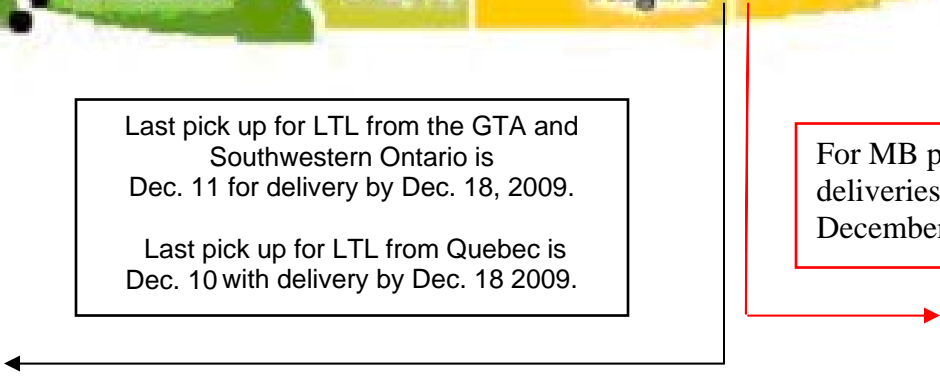 Last pick up for LTL from the GTA and
Southwestern Ontario is
Dec. 11 for delivery by Dec. 18, 2009.
Last pick up for LTL from Quebec is
Dec. 10 with delivery by Dec. 18 2009.
For MB p
deliveries
December